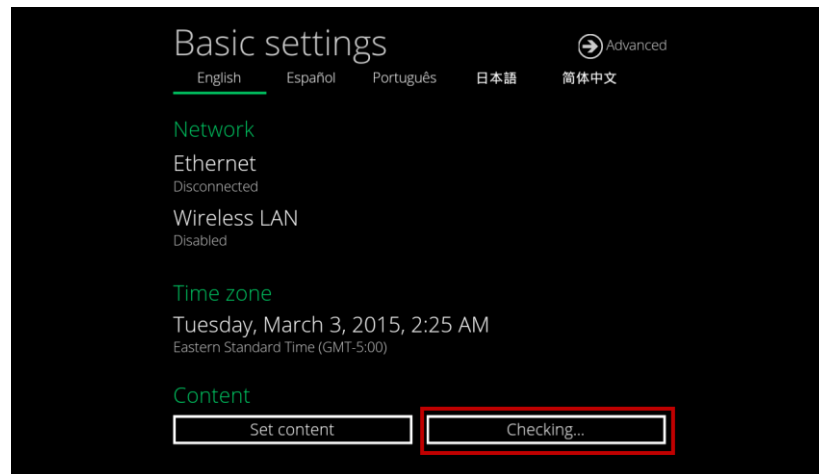 Basic settings
Advanced
English Español Português 日本語 简体中文
Network
Ethernet
Disconnected
Wireless LAN
Disabled
Time zone
Tuesday, March 3, 2015, 2:25 AM
Eastern Standard Time (GMT-5:00)
Content
Set content Checking...